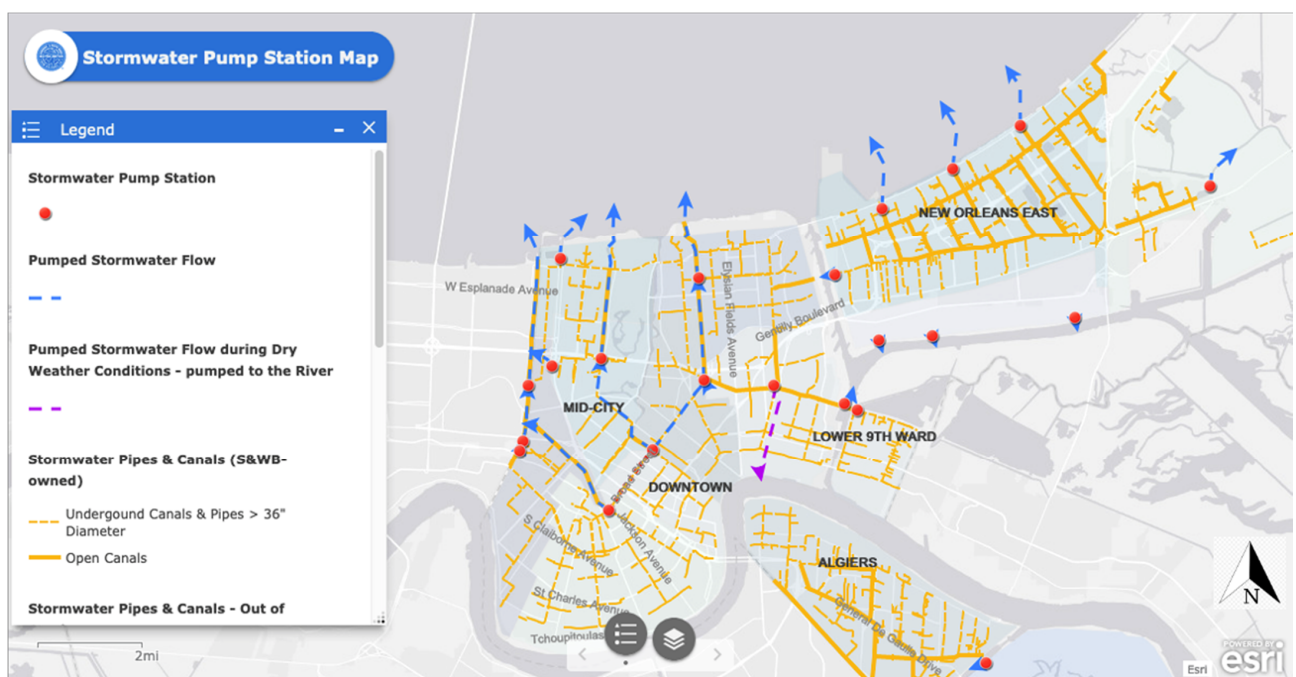 Stormwater Pump Station Map
Legend
Stormwater Pump Station
Pumped Stormwater Flow
Pumped Stormwater Flow during Dry
Weather Conditions - pumped to the River
Stormwater Pipes & Canals (S&WB-
owned)
Undergound Canals & Pipes > 36"
Diameter
Open Canals
Stormwater Pipes & Canals - Out of
2mi
W Esplanade Avenue
NEW ORLEANS EAST
Elysian Fields Avenue
Gentilly Boulevard
MID-CITY
LOWER 9TH WARD
DOWNTOWN
S Claiborne Avenue
Jackson Avenue
St Charles Avenue
Tchoupitoulas
ALGIERS
General De Gaulle Drive
N
Esri
POWERED BY
esri